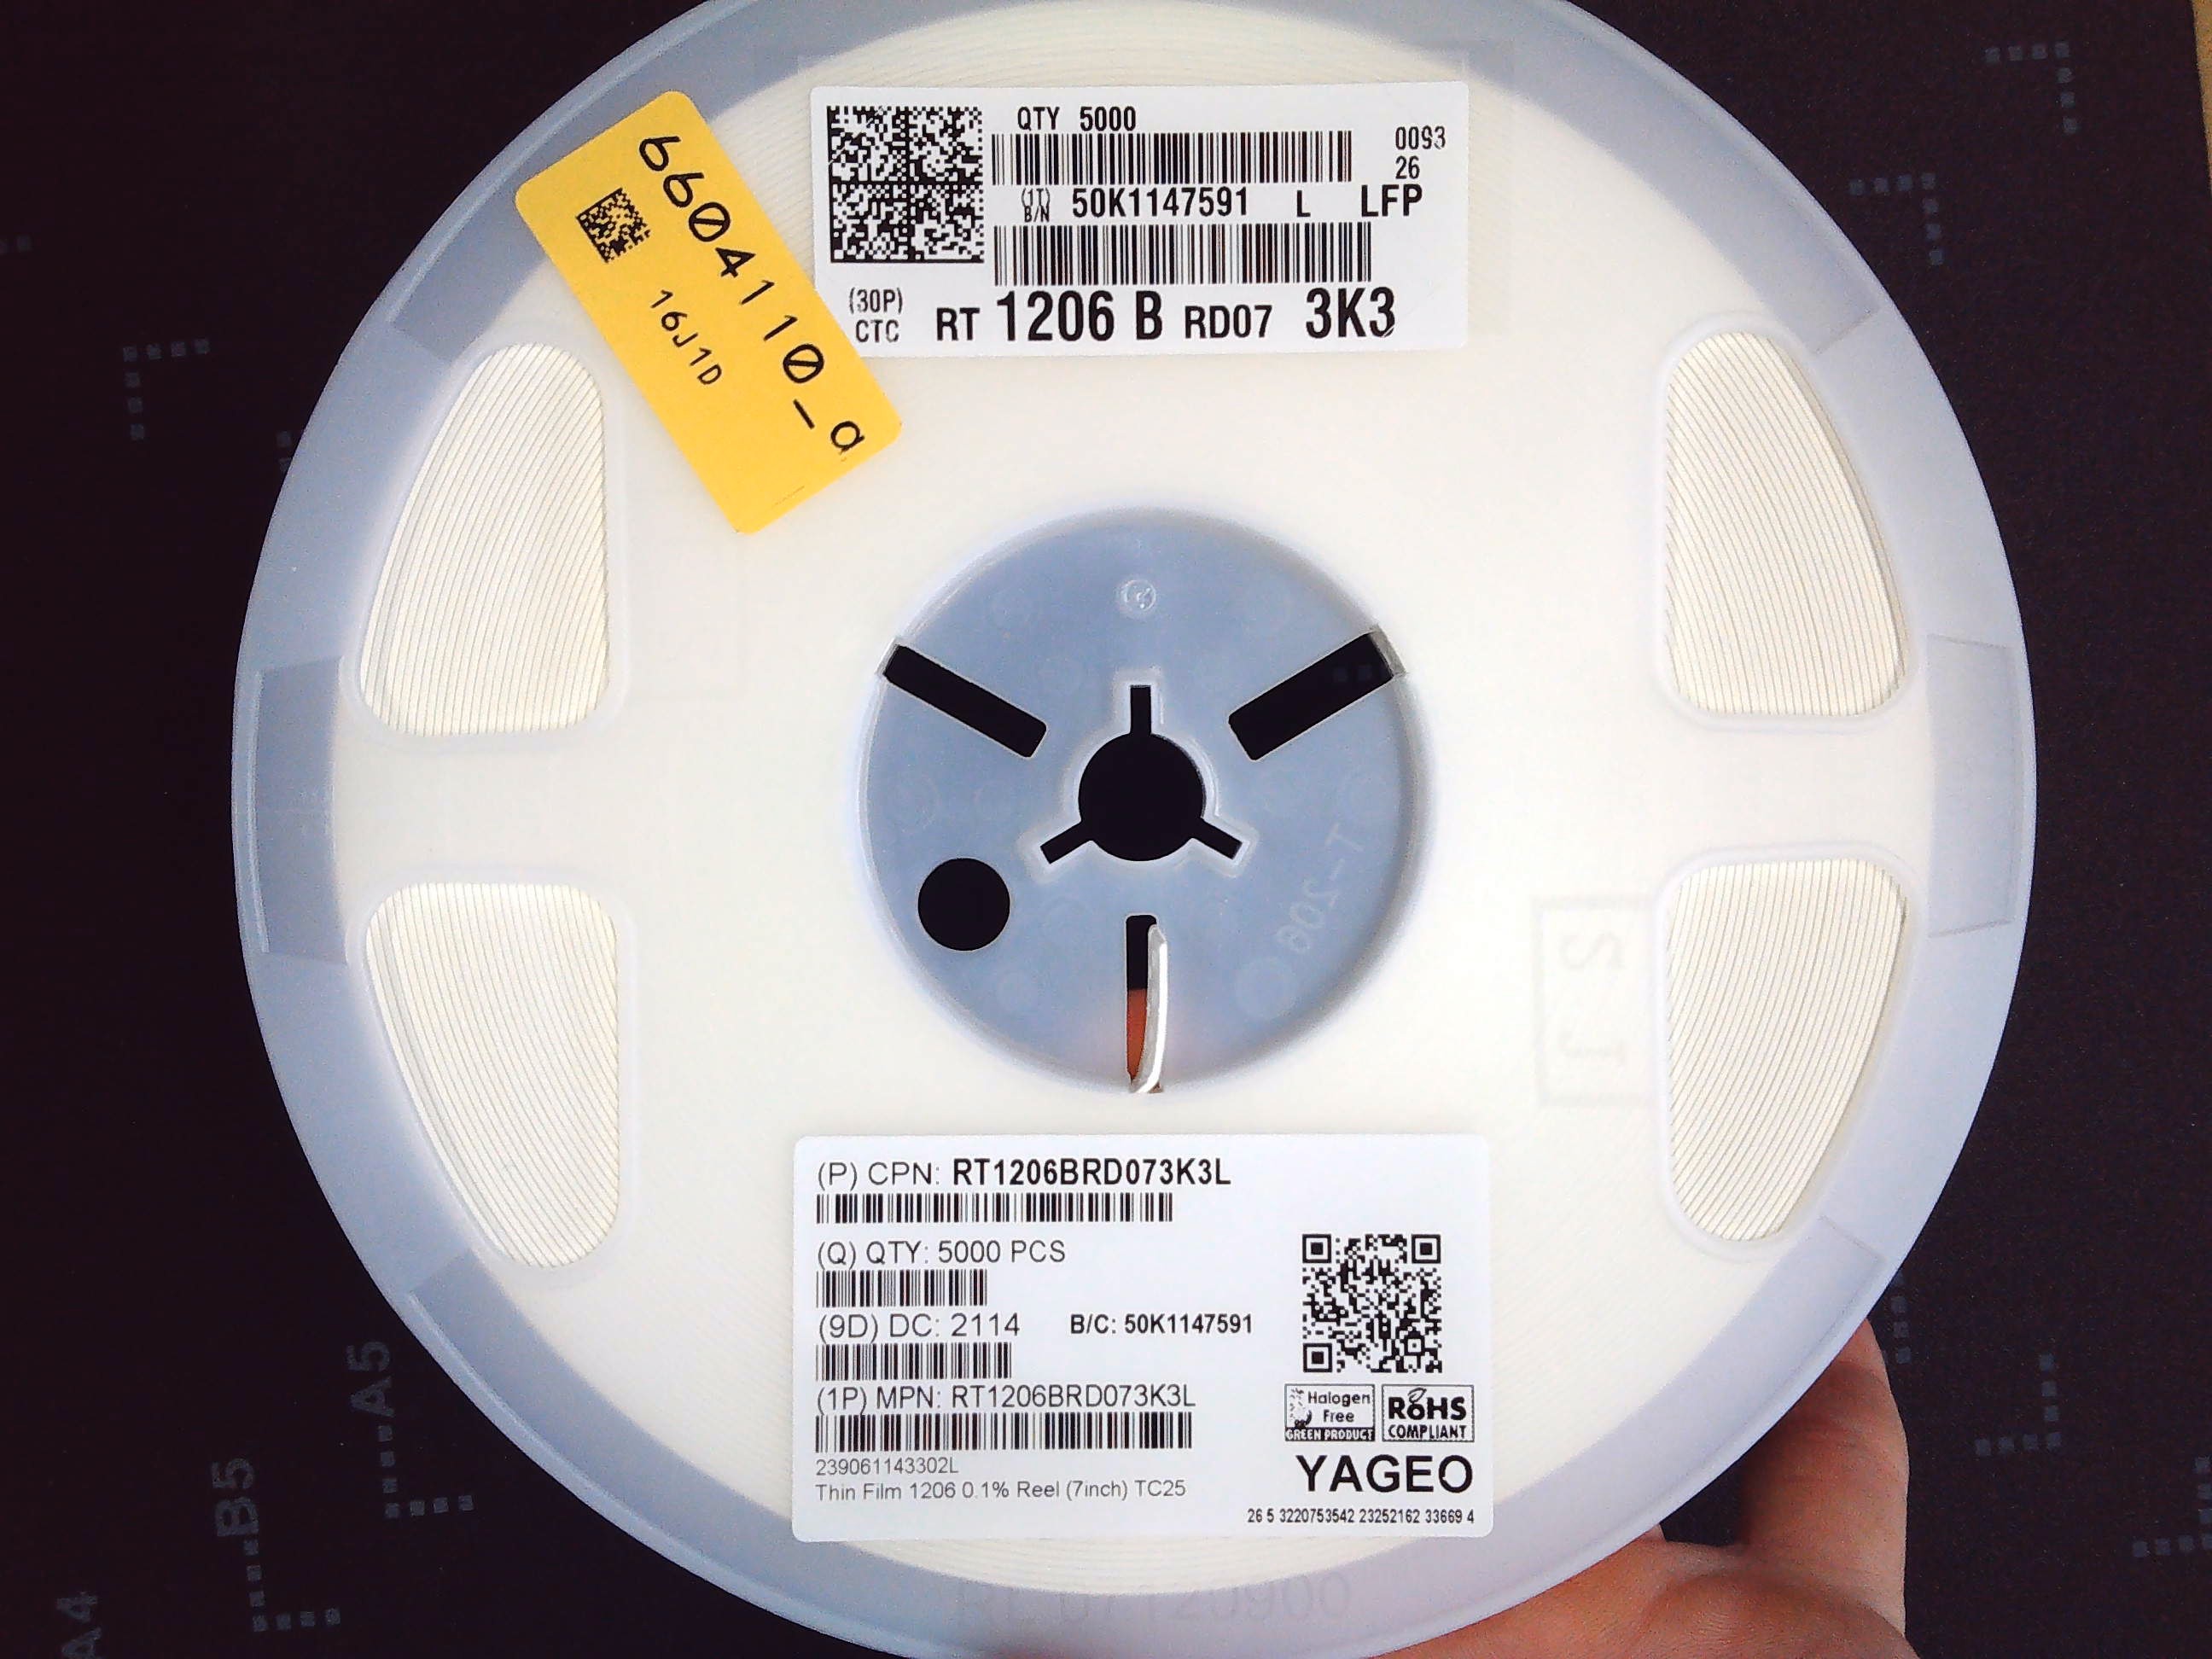 QTY 5000
0093
26
(1T)
B/N 50K1147591 L LFP
(30P)
CTC RT 1206 B RD07 3K3
6604110_a
16J1D
T-208
SJ
(P) CPN: RT1206BRD073K3L
(Q) QTY: 5000 PCS
(9D) DC: 2114 B/C: 50K1147591
(1P) MPN: RT1206BRD073K3L
239061143302L
Thin Film 1206 0.1% Reel (7inch) TC25
Halogen
Free
GREEN PRODUCT
RoHS
COMPLIANT
YAGEO
26 5 3220753542 23252162 33669 4
A5
B5
A4